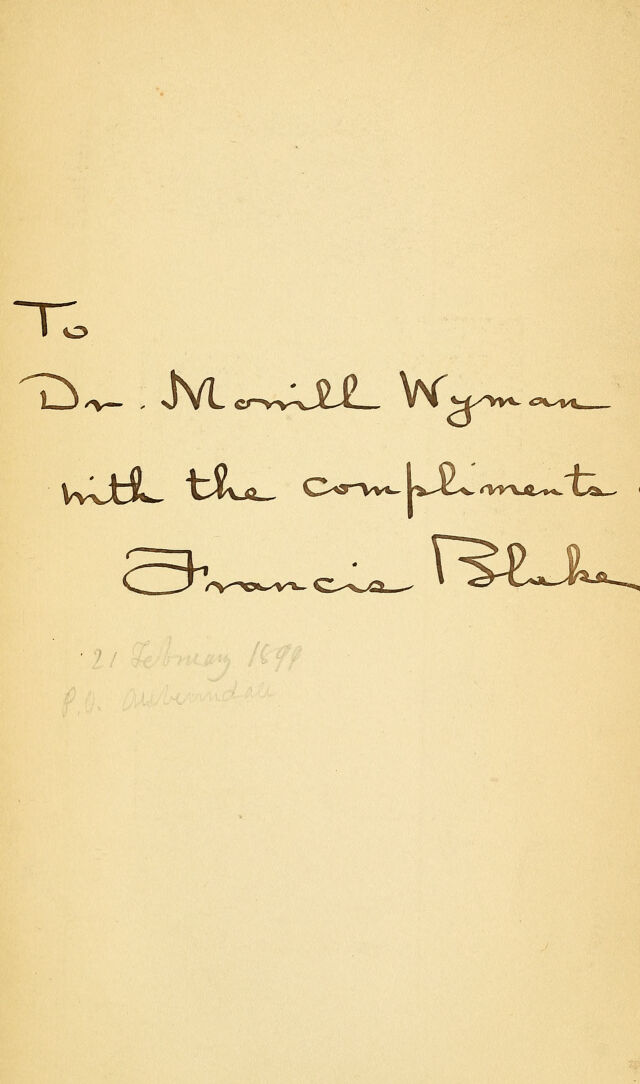 To
Dr. Morrill Wyman
with the compliments
Francis Blake
21 February 1899
P.O. Auburndale